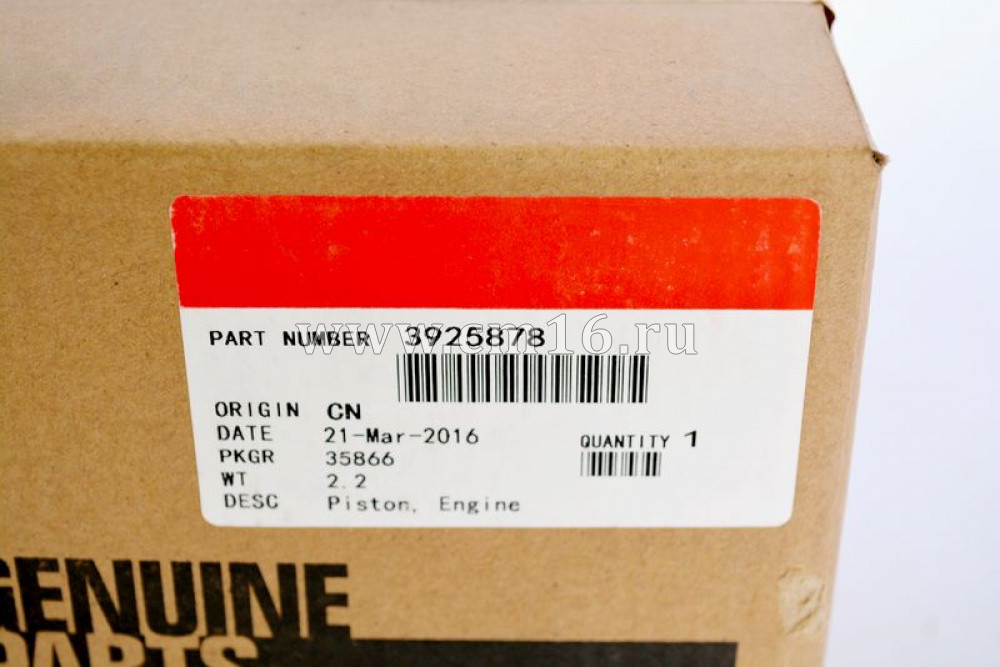 PART NUMBER 3925878
www.cm16.ru
ORIGIN CN
DATE 21-Mar-2016
PKGR 35866
WT 2.2
DESC Piston, Engine
QUANTITY 1
GENUINE
PARTS